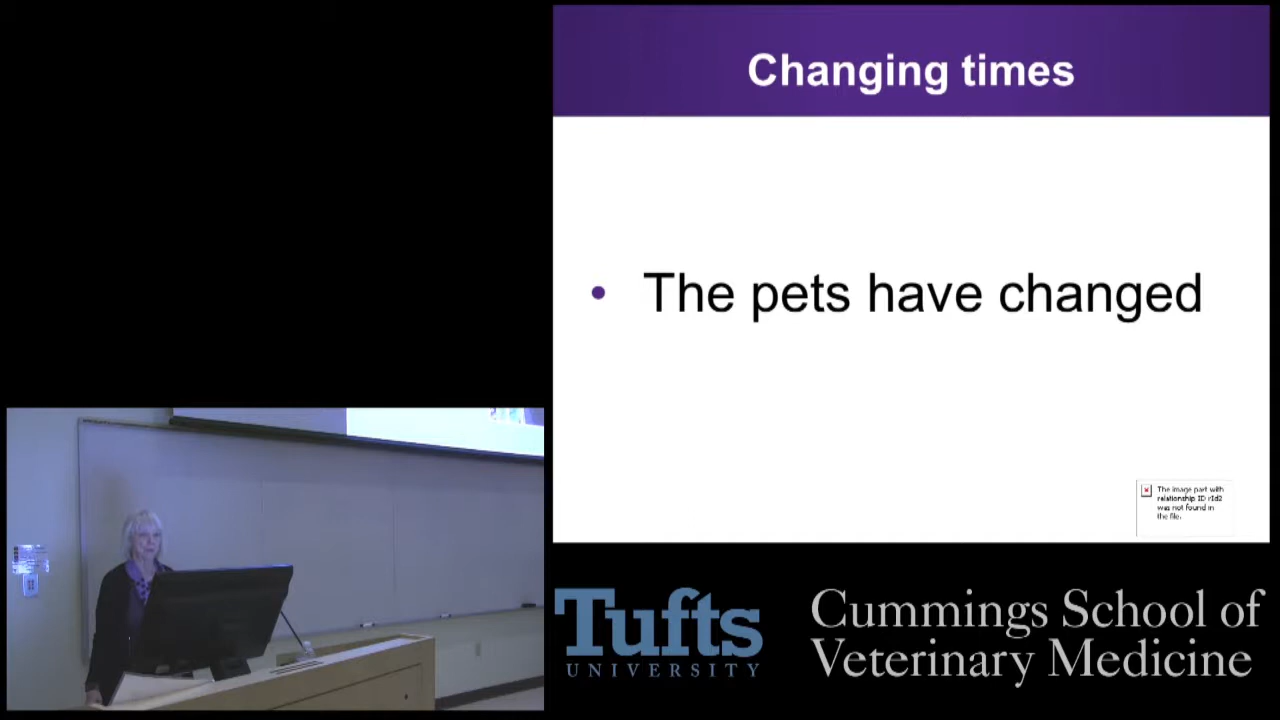 Changing times
• The pets have changed
The image part with
relationship ID rId2
was not found in
the file.
Tufts
UNIVERSITY
Cummings School of
Veterinary Medicine